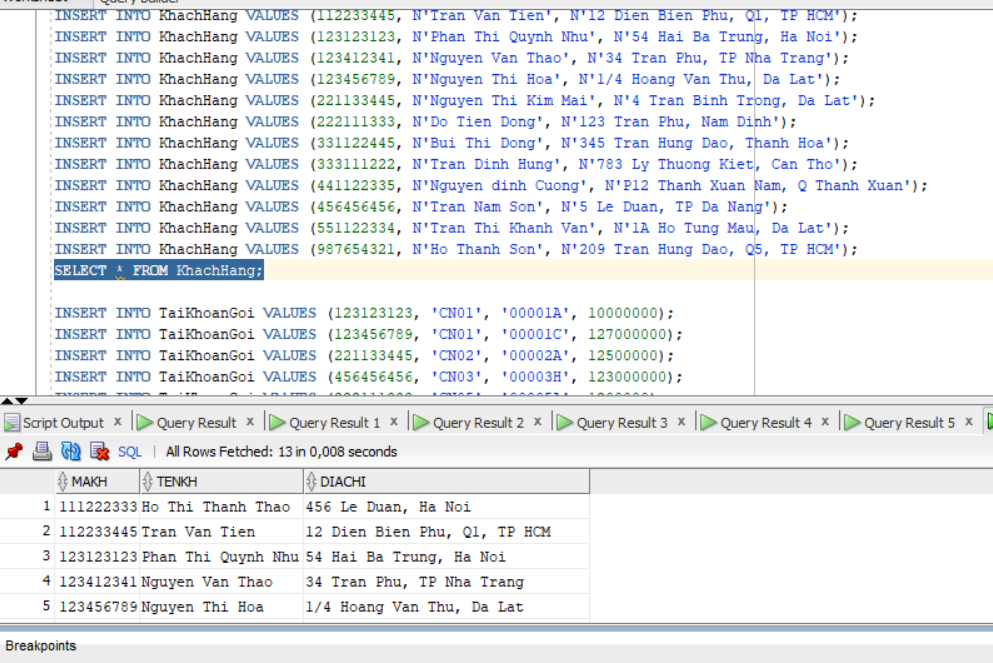 Query Builder
INSERT INTO KhachHang VALUES (112233445, N'Tran Van Tien', N'12 Dien Bien Phu, Q1, TP HCM');
INSERT INTO KhachHang VALUES (123123123, N'Phan Thi Quynh Nhu', N'54 Hai Ba Trung, Ha Noi');
INSERT INTO KhachHang VALUES (123412341, N'Nguyen Van Thao', N'34 Tran Phu, TP Nha Trang');
INSERT INTO KhachHang VALUES (123456789, N'Nguyen Thi Hoa', N'1/4 Hoang Van Thu, Da Lat');
INSERT INTO KhachHang VALUES (221133445, N'Nguyen Thi Kim Mai', N'4 Tran Binh Trong, Da Lat');
INSERT INTO KhachHang VALUES (222111333, N'Do Tien Dong', N'123 Tran Phu, Nam Dinh');
INSERT INTO KhachHang VALUES (331122445, N'Bui Thi Dong', N'345 Tran Hung Dao, Thanh Hoa');
INSERT INTO KhachHang VALUES (333111222, N'Tran Dinh Hung', N'783 Ly Thuong Kiet, Can Tho');
INSERT INTO KhachHang VALUES (441122335, N'Nguyen dinh Cuong', N'P12 Thanh Xuan Nam, Q Thanh Xuan');
INSERT INTO KhachHang VALUES (456456456, N'Tran Nam Son', N'5 Le Duan, TP Da Nang');
INSERT INTO KhachHang VALUES (551122334, N'Tran Thi Khanh Van', N'1A Ho Tung Mau, Da Lat');
INSERT INTO KhachHang VALUES (987654321, N'Ho Thanh Son', N'209 Tran Hung Dao, Q5, TP HCM');
SELECT * FROM KhachHang;
INSERT INTO TaiKhoanGoi VALUES (123123123, 'CN01', '00001A', 10000000);
INSERT INTO TaiKhoanGoi VALUES (123456789, 'CN01', '00001C', 127000000);
INSERT INTO TaiKhoanGoi VALUES (221133445, 'CN02', '00002A', 12500000);
INSERT INTO TaiKhoanGoi VALUES (456456456, 'CN03', '00003H', 123000000);
Script Output x Query Result x Query Result 1 x Query Result 2 x Query Result 3 x Query Result 4 x Query Result 5 x
SQL | All Rows Fetched: 13 in 0,008 seconds
MAKH TENKH DIACHI
1 111222333 Ho Thi Thanh Thao 456 Le Duan, Ha Noi
2 112233445 Tran Van Tien 12 Dien Bien Phu, Q1, TP HCM
3 123123123 Phan Thi Quynh Nhu 54 Hai Ba Trung, Ha Noi
4 123412341 Nguyen Van Thao 34 Tran Phu, TP Nha Trang
5 123456789 Nguyen Thi Hoa 1/4 Hoang Van Thu, Da Lat
Breakpoints